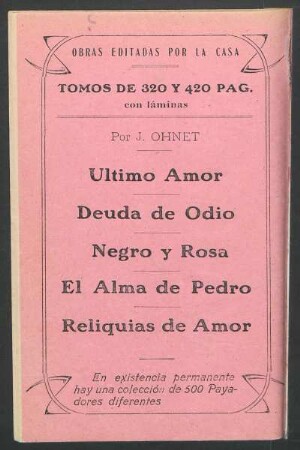 OBRAS EDITADAS POR LA CASA
TOMOS DE 320 Y 420 PAG.
con láminas
Por J. OHNET
Ultimo Amor
Deuda de Odio
Negro y Rosa
El Alma de Pedro
Reliquias de Amor
En existencia permanente
hay una colección de 500 Paya-
dores diferentes